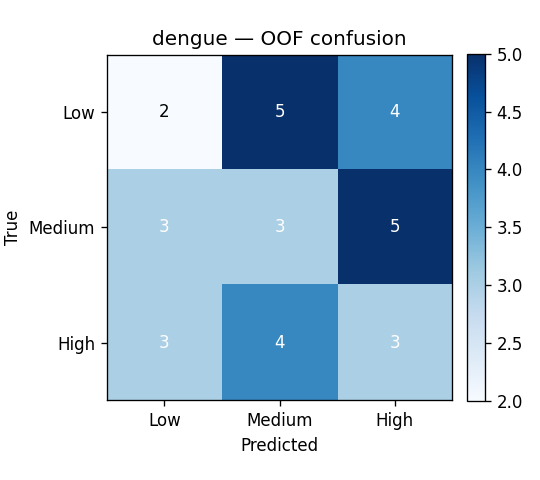 dengue — OOF confusion
True
Low 2 5 4
Medium 3 3 5
High 3 4 3
Low Medium High
Predicted
5.0
4.5
4.0
3.5
3.0
2.5
2.0